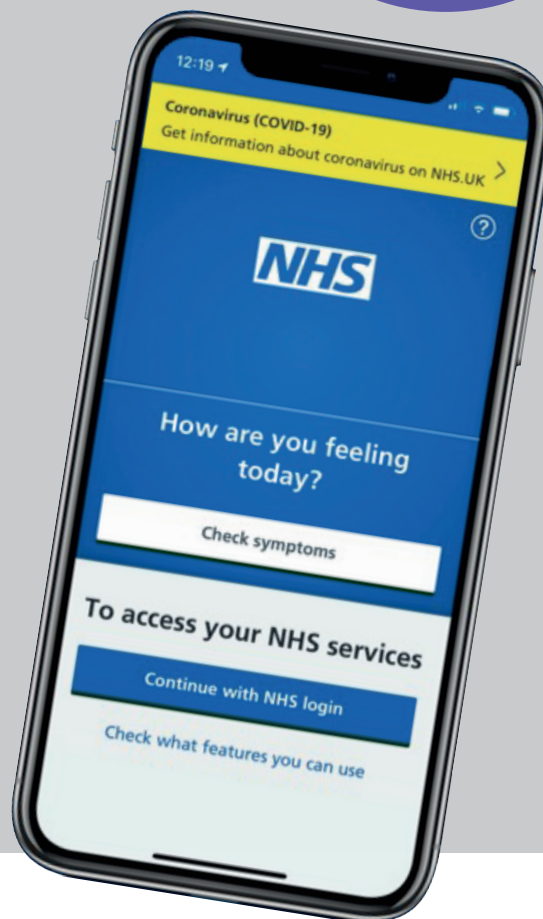 12:19
Coronavirus (COVID-19)
Get information about coronavirus on NHS.UK
?
NHS
How are you feeling
today?
Check symptoms
To access your NHS services
Continue with NHS login
Check what features you can use